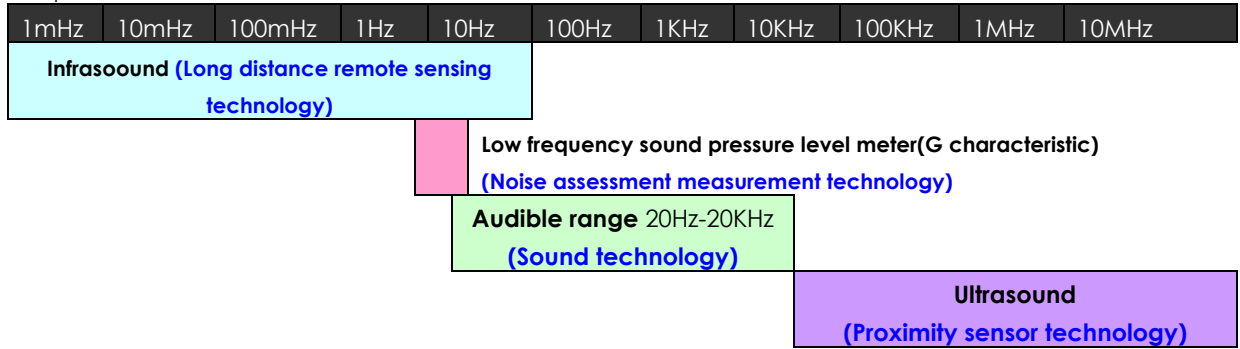 1mHz 10mHz 100mHz 1Hz 10Hz 100Hz 1KHz 10KHz 100KHz 1MHz 10MHz
Infrasoound (Long distance remote sensing
technology)
Low frequency sound pressure level meter(G characteristic)
(Noise assessment measurement technology)
Audible range 20Hz-20KHz
(Sound technology)
Ultrasound
(Proximity sensor technology)